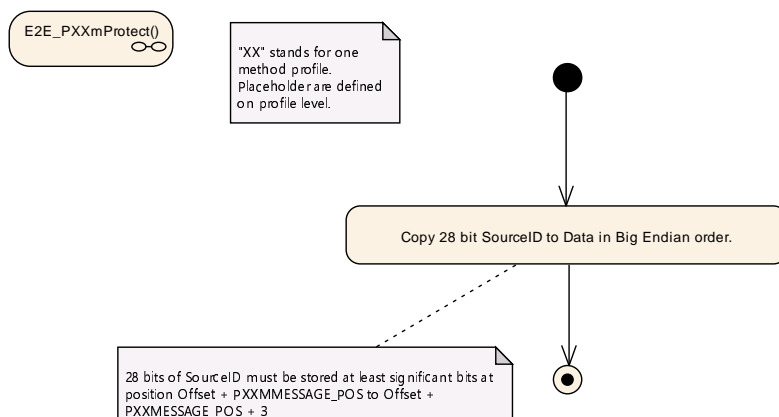 E2E_PXXmProtect()
"XX" stands for one
method profile.
Placeholder are defined
on profile level.
Copy 28 bit SourceID to Data in Big Endian order.
28 bits of SourceID must be stored at least significant bits at
position Offset + PXXMMESSAGE_POS to Offset +
PXXMESSAGE_POS + 3